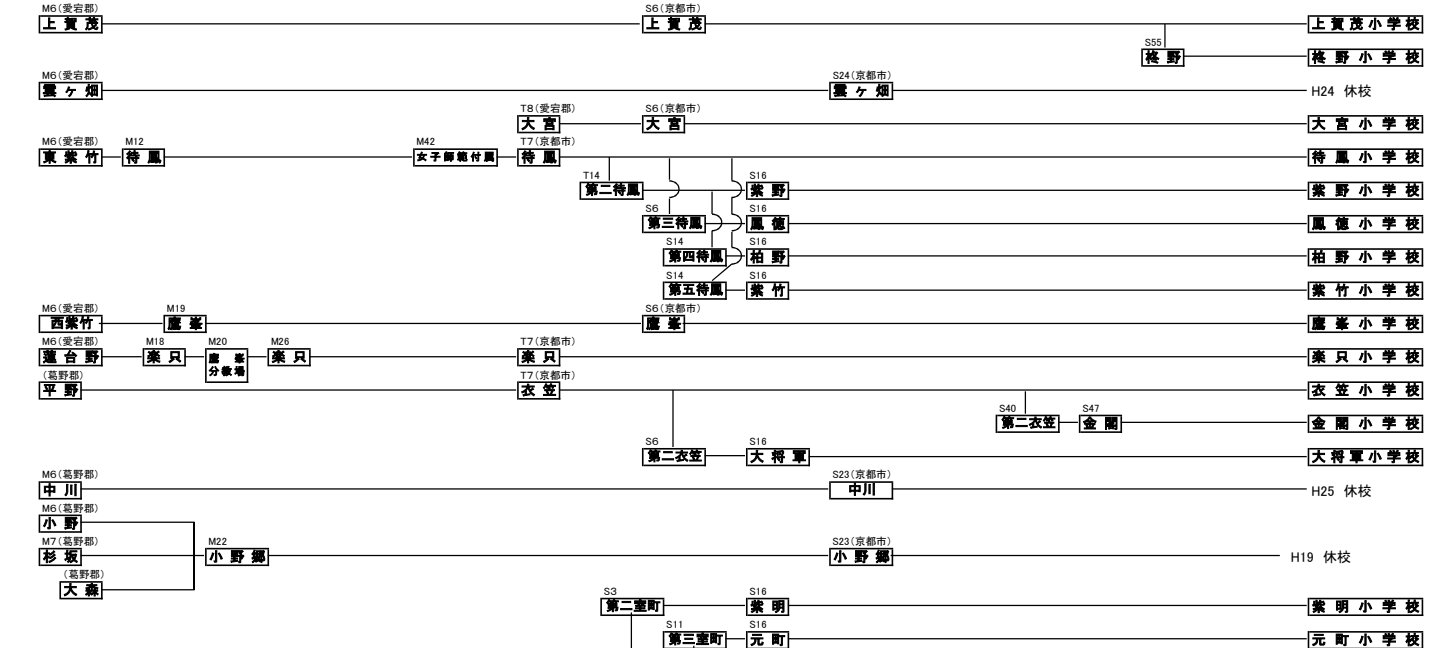 M6(愛宕郡) S6(京都市)
上賀茂 上賀茂 上賀茂小学校
S55
柊野 柊野小学校
M6(愛宕郡) S24(京都市)
雲ヶ畑 雲ヶ畑 H24 休校
T8(愛宕郡) S6(京都市)
大宮 大宮 大宮小学校
M6(愛宕郡) M12 M42 T7(京都市)
東紫竹 待鳳 女子師範付属 待鳳 待鳳小学校
T14 S16
第二待鳳 紫野 紫野小学校
S6 S16
第三待鳳 鳳徳 鳳徳小学校
S14 S16
第四待鳳 柏野 柏野小学校
S14 S16
第五待鳳 紫竹 紫竹小学校
M6(愛宕郡) M19 S6(京都市)
西紫竹 鷹峯 鷹峯 鷹峯小学校
M6(愛宕郡) M18 M20 M26 T7(京都市)
蓮台野 楽只 鷹峯 楽只 楽只 楽只小学校
分教場
(葛野郡) T7(京都市)
平野 衣笠 衣笠小学校
S40 S47
第二衣笠 金閣 金閣小学校
S6 S16
第二衣笠 大将軍 大将軍小学校
M6(葛野郡) S23(京都市)
中川 中川 H25 休校
M6(葛野郡)
小野
M7(葛野郡) M22 S23(京都市)
杉坂 小野郷 小野郷 H19 休校
(葛野郡)
大森
S3 S16
第二室町 紫明 紫明小学校
S11 S16
第三室町 元町 元町小学校